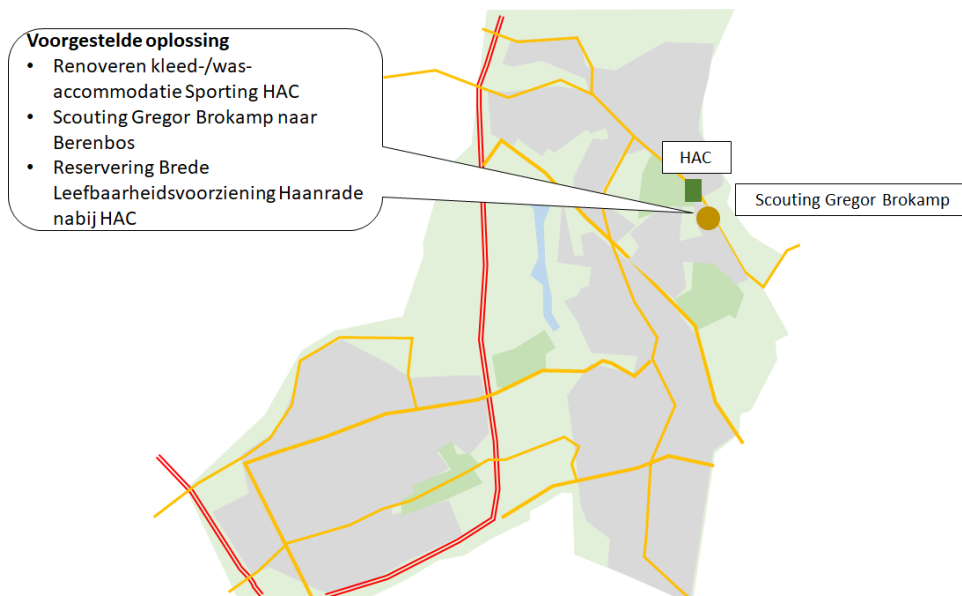 Voorgestelde oplossing
• Renoveren kleed-/was-
accommodatie Sporting HAC
• Scouting Gregor Brokamp naar
Berenbos
• Reservering Brede
Leefbaarheidsvoorziening Haanrade
nabij HAC
HAC
Scouting Gregor Brokamp